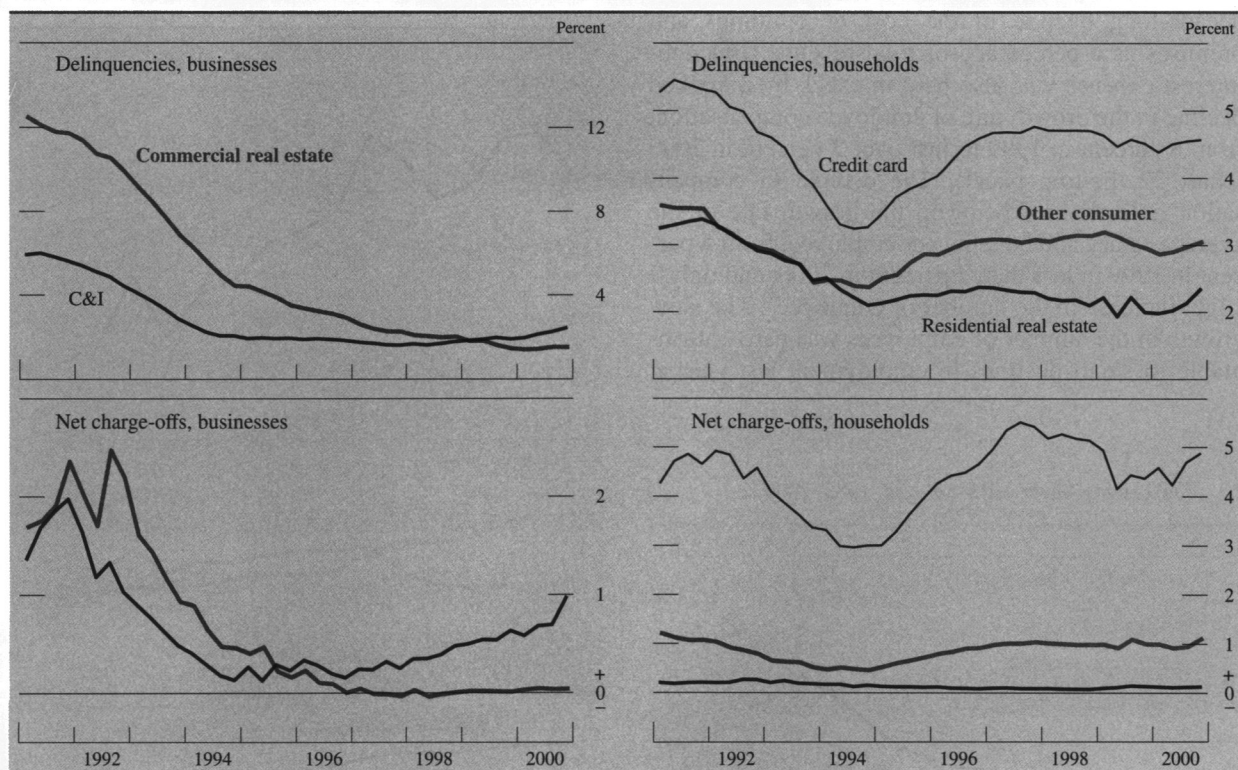 Percent
Delinquencies, businesses
12
Commercial real estate
8
C&I
4
Net charge-offs, businesses
2
1
+
0
−
1992 1994 1996 1998 2000
Percent
Delinquencies, households
5
Credit card
4
Other consumer
3
2
Residential real estate
Net charge-offs, households
5
4
3
2
1
+
0
−
1992 1994 1996 1998 2000